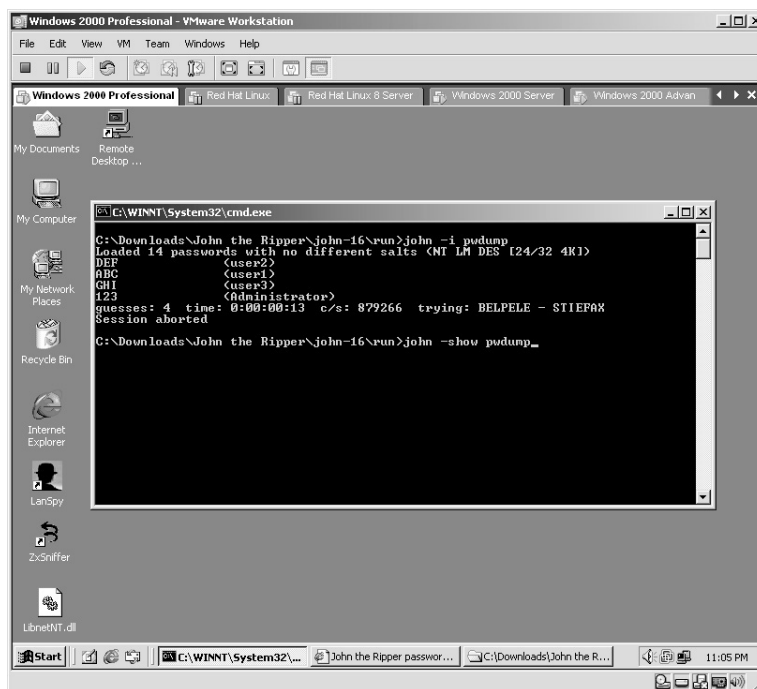 Windows 2000 Professional - VMware Workstation
File Edit View VM Team Windows Help
Windows 2000 Professional Red Hat Linux Red Hat Linux 8 Server Windows 2000 Server Windows 2000 Advan
My Documents
Remote
Desktop ...
My Computer
My Network
Places
Recycle Bin
Internet
Explorer
LanSpy
ZxSniffer
LibnetNT.dll
C:\WINNT\System32\cmd.exe
C:\Downloads\John the Ripper\john-16\run>john -i pwdump
Loaded 14 passwords with no different salts (NT LM DES [24/32 4K])
DEF (user2)
ABC (user1)
GHI (user3)
123 (Administrator)
guesses: 4 time: 0:00:00:13 c/s: 879266 trying: BELPELE - STIEFAX
Session aborted
C:\Downloads\John the Ripper\john-16\run>john -show pwdump_
Start C:\WINNT\System32\... John the Ripper passwor... C:\Downloads\John the R... 11:05 PM